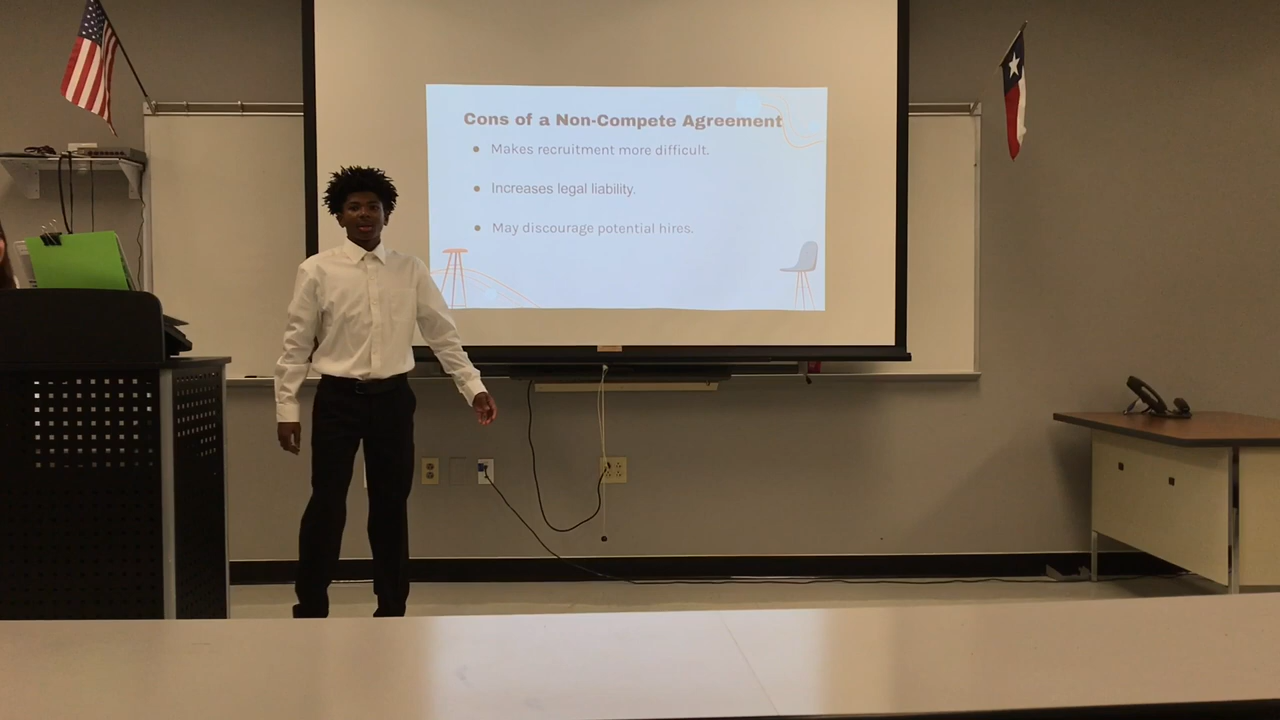 Cons of a Non-Compete Agreement
● Makes recruitment more difficult.
● Increases legal liability.
● May discourage potential hires.